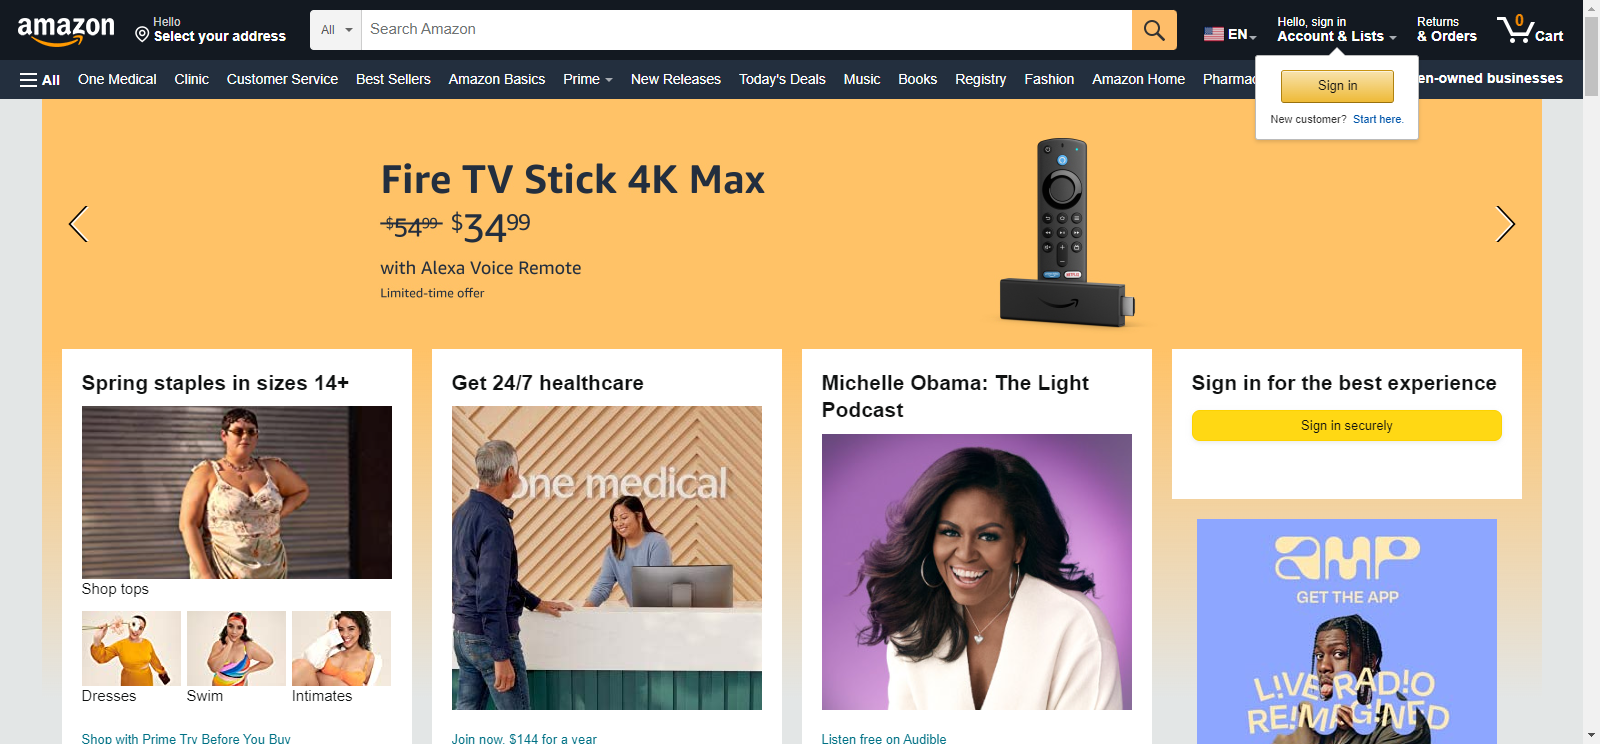 amazon
Hello
Select your address
All
Search Amazon
EN
Hello, sign in
Account & Lists
Returns
& Orders
0
Cart
All
One Medical
Clinic
Customer Service
Best Sellers
Amazon Basics
Prime
New Releases
Today's Deals
Music
Books
Registry
Fashion
Amazon Home
Pharmac
en-owned businesses
Sign in
New customer? Start here.
Fire TV Stick 4K Max
$54.99 $34.99
with Alexa Voice Remote
Limited-time offer
Spring staples in sizes 14+
Shop tops
Dresses
Swim
Intimates
Shop with Prime Try Before You Buy
Get 24/7 healthcare
one medical
Join now, $144 for a year
Michelle Obama: The Light
Podcast
Listen free on Audible
Sign in for the best experience
Sign in securely
amp
GET THE APP
L!VE RAD!O
RE!MAG!NED